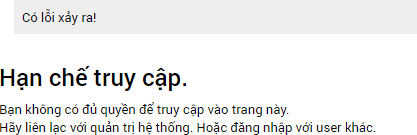 Có lỗi xảy ra!
Hạn chế truy cập.
Bạn không có đủ quyền để truy cập vào trang này.
Hãy liên lạc với quản trị hệ thống. Hoặc đăng nhập với user khác.